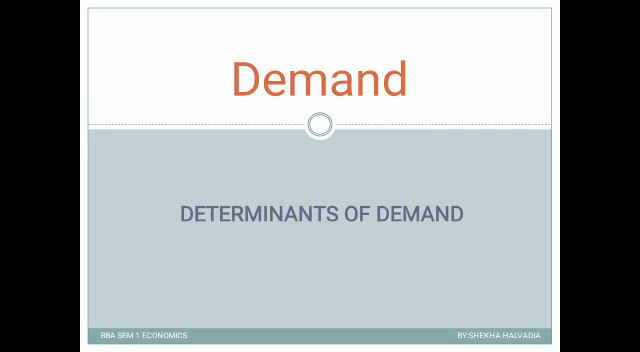 Demand
DETERMINANTS OF DEMAND
BBA SEM 1 ECONOMICS
BY:SHEKHA HALVADIA